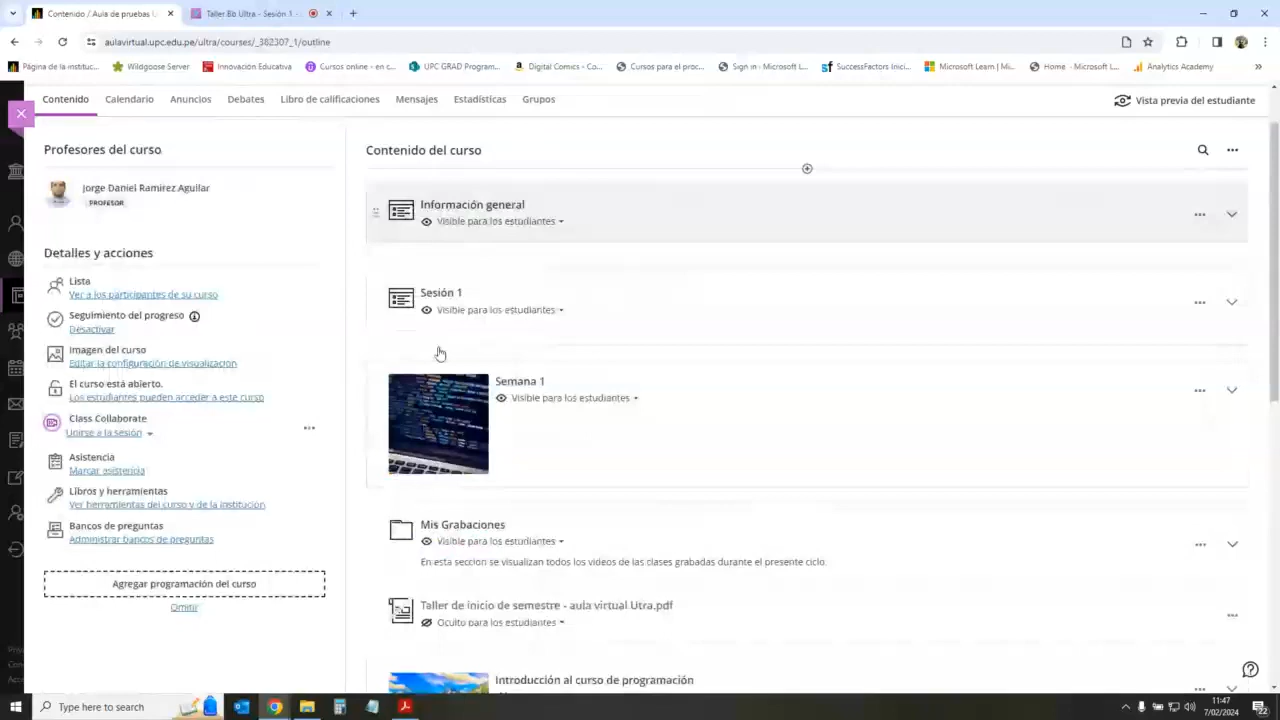 Contenido / Aula de pruebas U
Taller Bb Ultra - Sesión 1 -
aulavirtual.upc.edu.pe/ultra/courses/_382307_1/outline
Página de la instituc...
Wildgoose Server
Innovación Educativa
Cursos online - en c...
UPC GRAD Program...
Digital Comics - Co...
Cursos para el proc...
Sign in - Microsoft L...
SuccessFactors Inici...
Microsoft Learn | Mi...
Home - Microsoft L...
Analytics Academy
Contenido
Calendario
Anuncios
Debates
Libro de calificaciones
Mensajes
Estadísticas
Grupos
Vista previa del estudiante
Profesores del curso
Jorge Daniel Ramirez Aguilar
PROFESOR
Detalles y acciones
Lista
Ver a los participantes de su curso
Seguimiento del progreso
Desactivar
Imagen del curso
Editar la configuración de visualización
El curso está abierto.
Los estudiantes pueden acceder a este curso
Class Collaborate
Unirse a la sesión
Asistencia
Marcar asistencia
Libros y herramientas
Ver herramientas del curso y de la institución
Bancos de preguntas
Administrar bancos de preguntas
Agregar programación del curso
Omitir
Contenido del curso
Información general
Visible para los estudiantes
Sesión 1
Visible para los estudiantes
Semana 1
Visible para los estudiantes
Mis Grabaciones
Visible para los estudiantes
En esta sección se visualizan todos los videos de las clases grabadas durante el presente ciclo.
Taller de inicio de semestre - aula virtual Utra.pdf
Oculto para los estudiantes
Introducción al curso de programación
Type here to search
11:47
7/02/2024
22